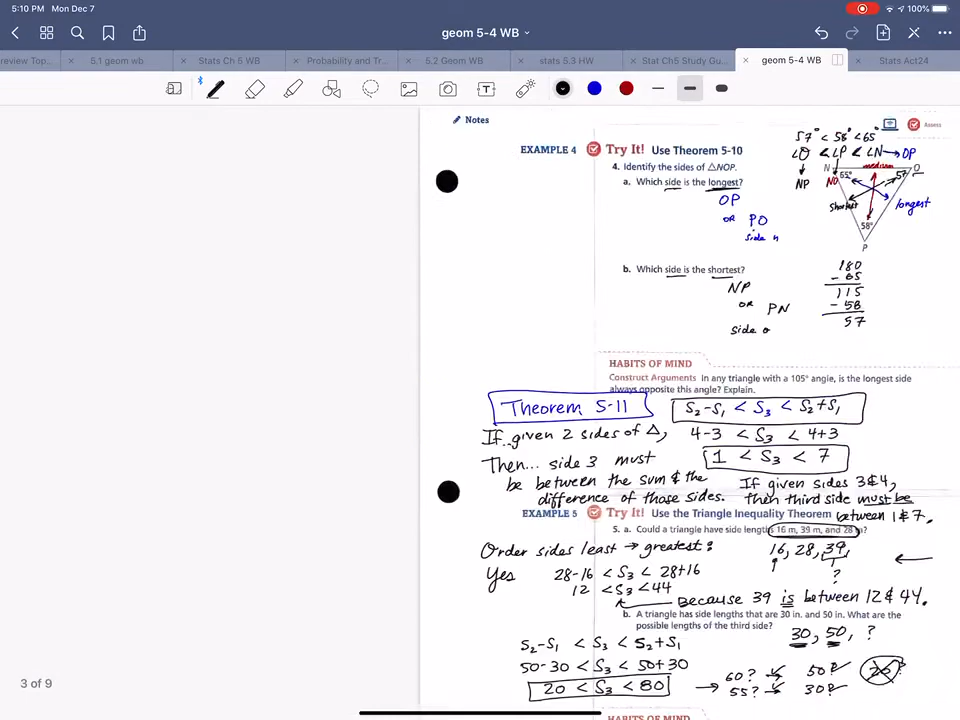 5:10 PM Mon Dec 7
100%
geom 5-4 WB
review Top...
5.1 geom wb
Stats Ch 5 WB
Probability and Tr...
5.2 Geom WB
stats 5.3 HW
Stat Ch5 Study Gu...
geom 5-4 WB
Stats Act24
Notes
Assess
57° < 58° < 65°
∠O < ∠P < ∠N → OP
NP NO
EXAMPLE 4 Try It! Use Theorem 5-10
4. Identify the sides of △NOP.
a. Which side is the longest?
OP
OR PO
side n
N medium O
65° 57
shortest longest
58°
P
b. Which side is the shortest?
NP
OR PN
side o
180
- 65
115
- 58
57
HABITS OF MIND
Construct Arguments In any triangle with a 105° angle, is the longest side
always opposite this angle? Explain.
Theorem 5-11
S2-S1 < S3 < S2+S1
If given 2 sides of △,
4-3 < S3 < 4+3
1 < S3 < 7
Then... side 3 must
be between the sum & the
difference of those sides.
If given sides 3&4,
then third side must be
between 1&7.
EXAMPLE 5 Try It! Use the Triangle Inequality Theorem
5. a. Could a triangle have side lengths 16 m, 39 m, and 28 m?
Order sides least → greatest:
16, 28, 39,
?
Yes 28-16 < S3 < 28+16
12 < S3 < 44
Because 39 is between 12 & 44.
b. A triangle has side lengths that are 30 in. and 50 in. What are the
possible lengths of the third side?
30, 50, ?
S2-S1 < S3 < S2+S1
50-30 < S3 < 50+30
20 < S3 < 80
60? 50?
55? 30?
3 of 9
HABITS OF MIND